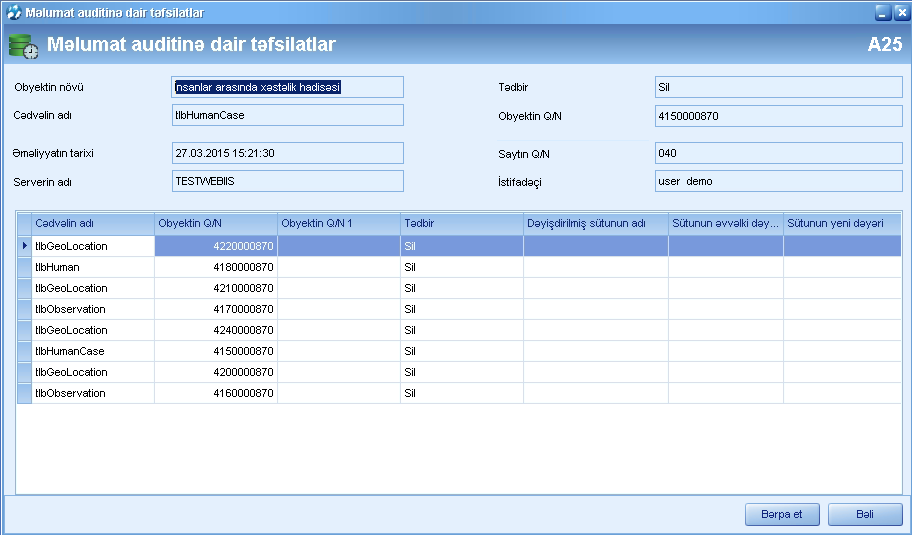 Məlumat auditinə dair təfsilatlar
Məlumat auditinə dair təfsilatlar A25
Obyektin növü nsanlar arasında xəstəlik hadisəsi Tədbir Sil
Cədvəlin adı tlbHumanCase Obyektin Q/N 4150000870
Əməliyyatın tarixi 27.03.2015 15:21:30 Saytın Q/N 040
Serverin adı TESTWEBIIS İstifadəçi user demo
Cədvəlin adı Obyektin Q/N Obyektin Q/N 1 Tədbir Dəyişdirilmiş sütunun adı Sütunun əvvəlki dəy... Sütunun yeni dəyəri
tlbGeoLocation 4220000870 Sil
tlbHuman 4180000870 Sil
tlbGeoLocation 4210000870 Sil
tlbObservation 4170000870 Sil
tlbGeoLocation 4240000870 Sil
tlbHumanCase 4150000870 Sil
tlbGeoLocation 4200000870 Sil
tlbObservation 4160000870 Sil
Bərpa et Bəli